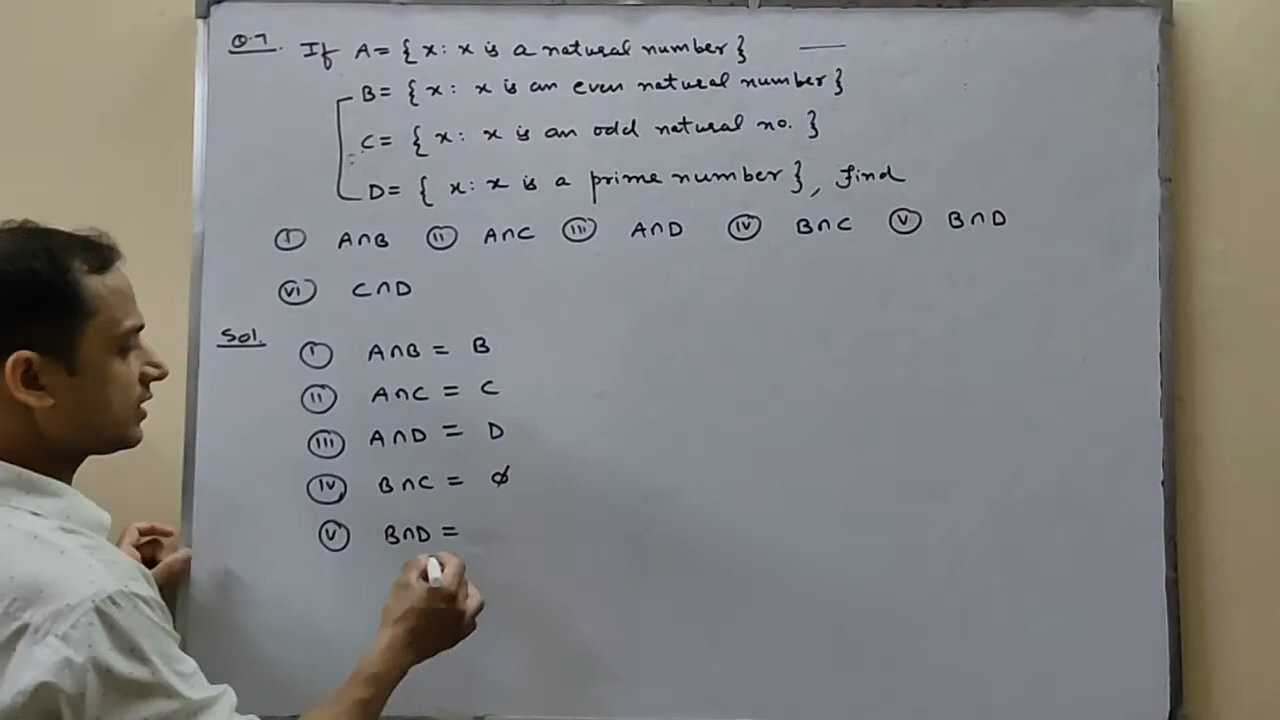 Q.7. If A = { x : x is a natural number }
B = { x : x is an even natural number }
C = { x : x is an odd natural no. }
D = { x : x is a prime number }, find
(i) A∩B (ii) A∩C (iii) A∩D (iv) B∩C (v) B∩D
(vi) C∩D
Sol.
(i) A∩B = B
(ii) A∩C = C
(iii) A∩D = D
(iv) B∩C = ϕ
(v) B∩D =